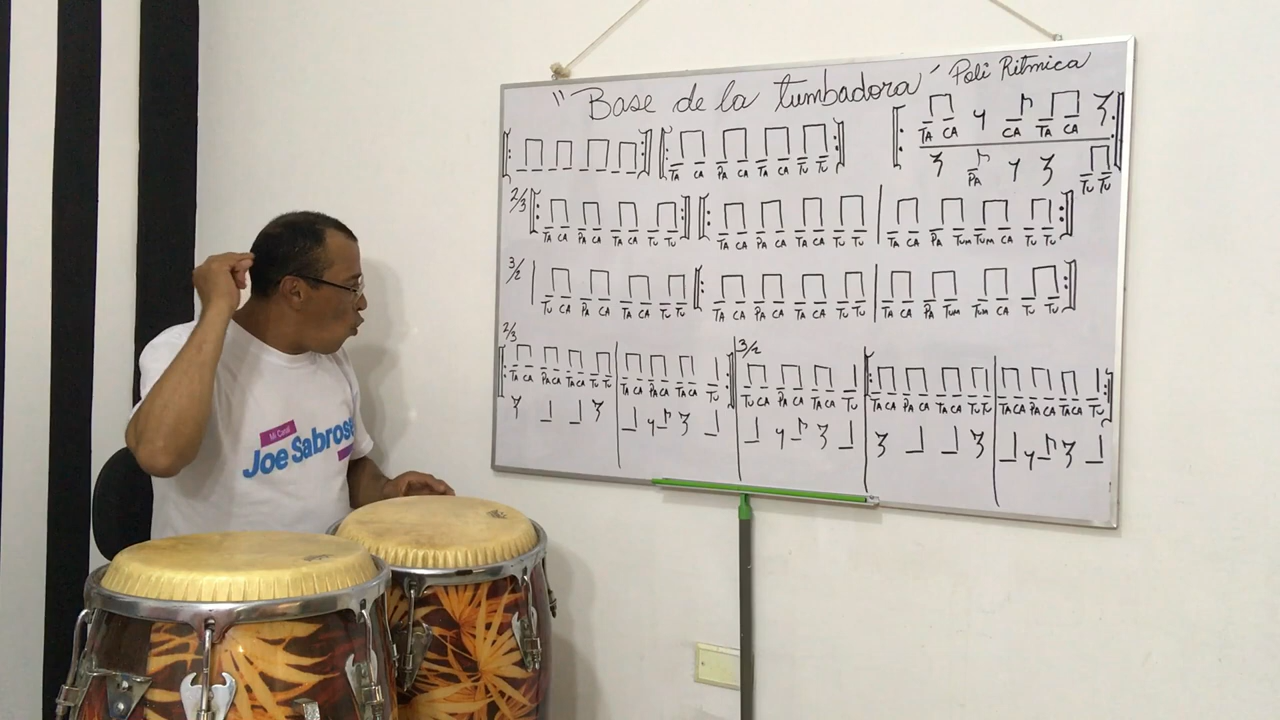 "Base de la tumbadora" Poli Ritmica
TA CA CA TA CA
PA TU TU
TA CA PA CA TA CA TU TU
2/3 TA CA PA CA TA CA TU TU TA CA PA CA TA CA TU TU TA CA PA TUM TUM CA TU TU
3/2 TU CA PA CA TA CA TU TU TA CA PA CA TA CA TU TU TA CA PA TUM TUM CA TU TU
2/3 3/2
TA CA PA CA TA CA TU TU TA CA PA CA TA CA TU TU CA PA CA TA CA TU TA CA PA CA TA CA TU TU TA CA PA CA TA CA TU
Mi Canal
Joe Sabroso